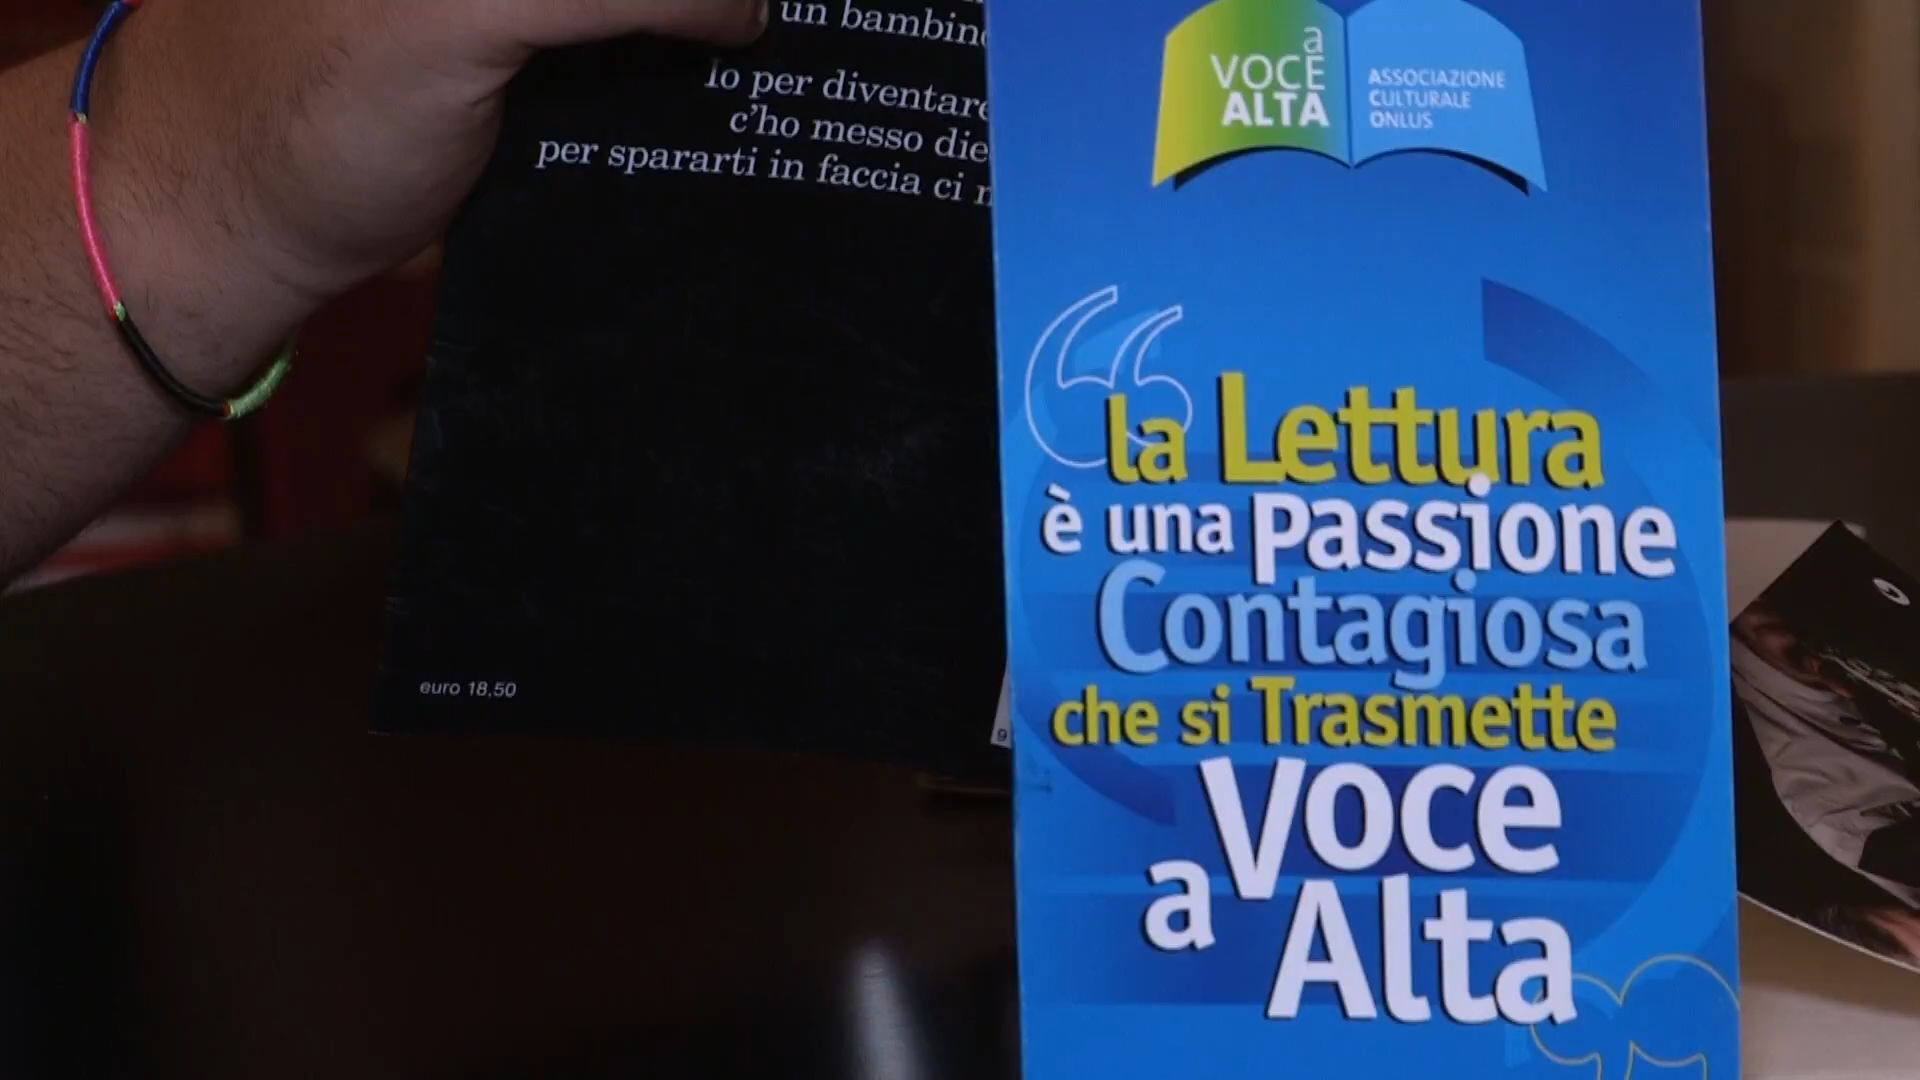 un bambino
Io per diventare
c'ho messo
per spararti in faccia ci
euro 18,50
9
a
VOCE
ALTA
ASSOCIAZIONE
CULTURALE
ONLUS
“la Lettura
è una Passione
Contagiosa
che si Trasmette
a Voce
Alta”